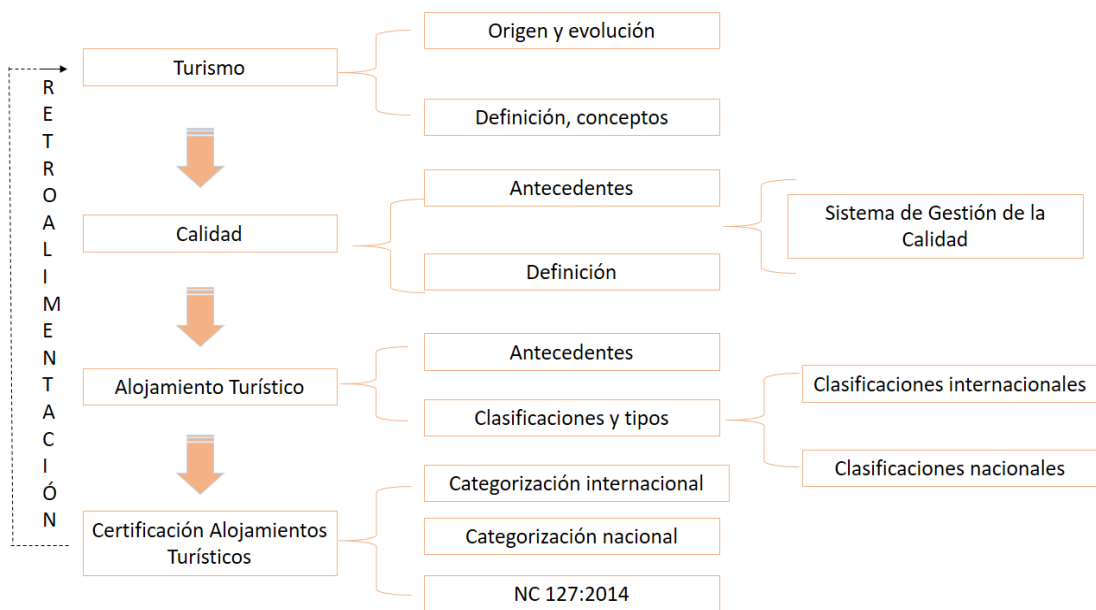 Origen y evolución
Turismo
Definición, conceptos
RETROALIMENTACIÓN
Antecedentes
Calidad
Definición
Sistema de Gestión de la
Calidad
Antecedentes
Alojamiento Turístico
Clasificaciones y tipos
Clasificaciones internacionales
Clasificaciones nacionales
Categorización internacional
Certificación Alojamientos
Turísticos
Categorización nacional
NC 127:2014